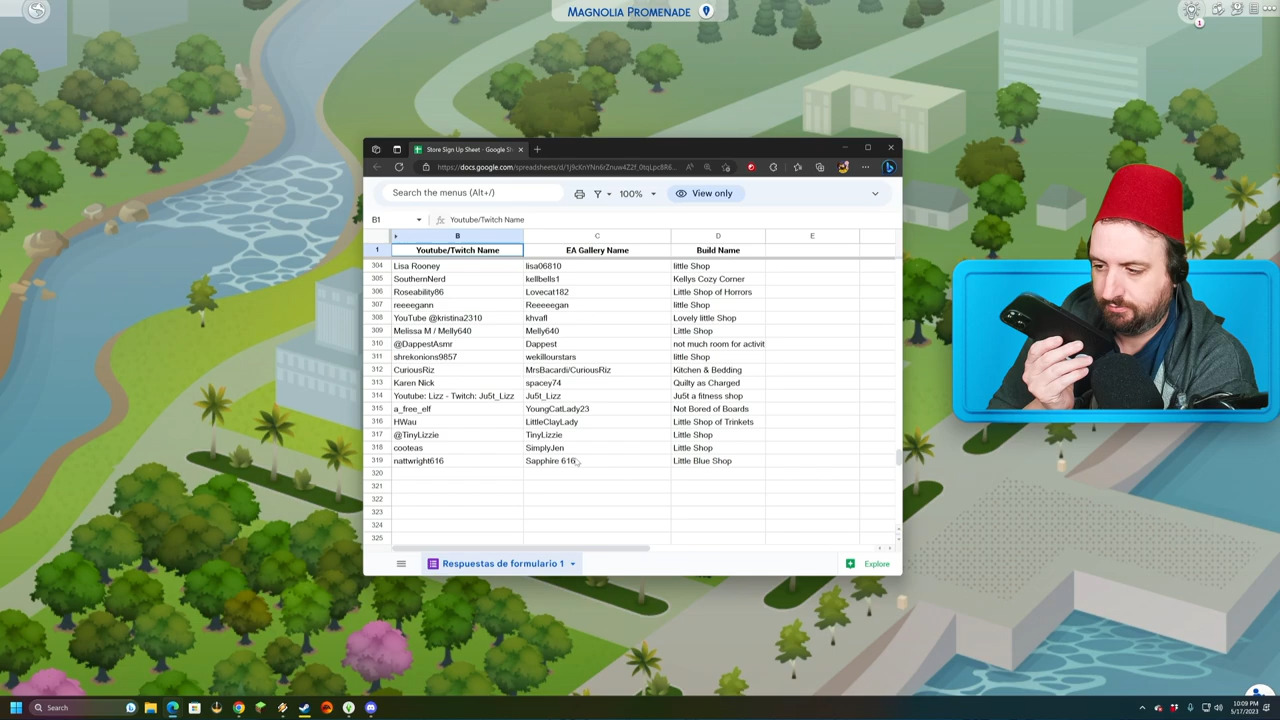 MAGNOLIA PROMENADE
1
Store Sign Up Sheet - Google Sh
Search the menus (Alt+/)
100%
View only
B1
Youtube/Twitch Name
B C D E
1 Youtube/Twitch Name EA Gallery Name Build Name
304 Lisa Rooney lisa06810 little Shop
305 SouthernNerd kellbells1 Kellys Cozy Corner
306 Roseability86 Lovecat182 Little Shop of Horrors
307 reeeegann Reeeeegan little Shop
308 YouTube @kristina2310 khvafl Lovely little Shop
309 Melissa M / Melly640 Melly640 Little Shop
310 @DappestAsmr Dappest not much room for activit
311 shrekonions9857 wekillourstars little Shop
312 CuriousRiz MrsBacardi/CuriousRiz Kitchen & Bedding
313 Karen Nick spacey74 Quilty as Charged
314 Youtube: Lizz - Twitch: Ju5t_Lizz Ju5t_Lizz Ju5t a fitness shop
315 a_free_elf YoungCatLady23 Not Bored of Boards
316 HWau LittleClayLady Little Shop of Trinkets
317 @TinyLizzie TinyLizzie Little Shop
318 cooteas SimplyJen Little Shop
319 nattwright616 Sapphire 616 Little Blue Shop
320
321
322
323
324
325
Respuestas de formulario 1
Explore
Search
10:09 PM
5/17/2023